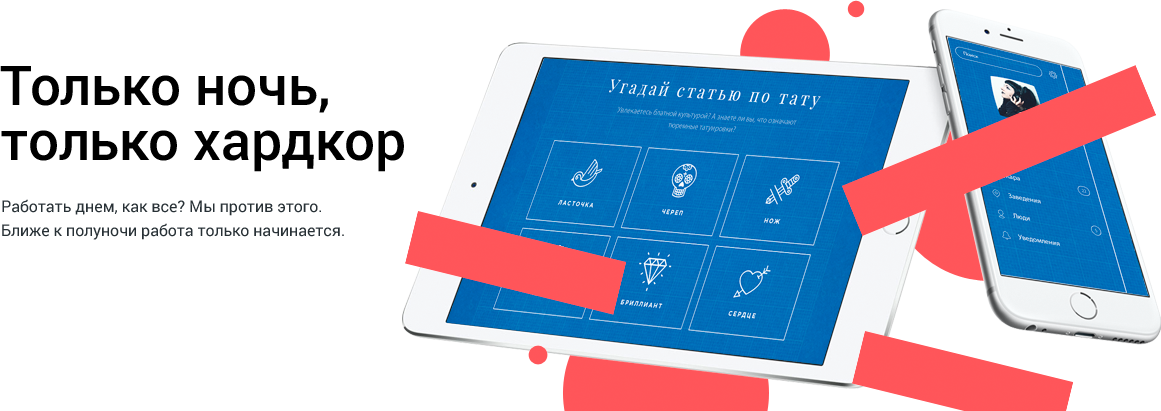 Только ночь,
только хардкор
Работать днем, как все? Мы против этого.
Ближе к полуночи работа только начинается.
Угадай статью по тату
Увлекаетесь блатной культурой? А знаете ли вы, что означают
тюремные татуировки?
ЛАСТОЧКА
ЧЕРЕП
НОЖ
БРИЛЛИАНТ
СЕРДЦЕ
Поиск
Заведения
Люди
Уведомления